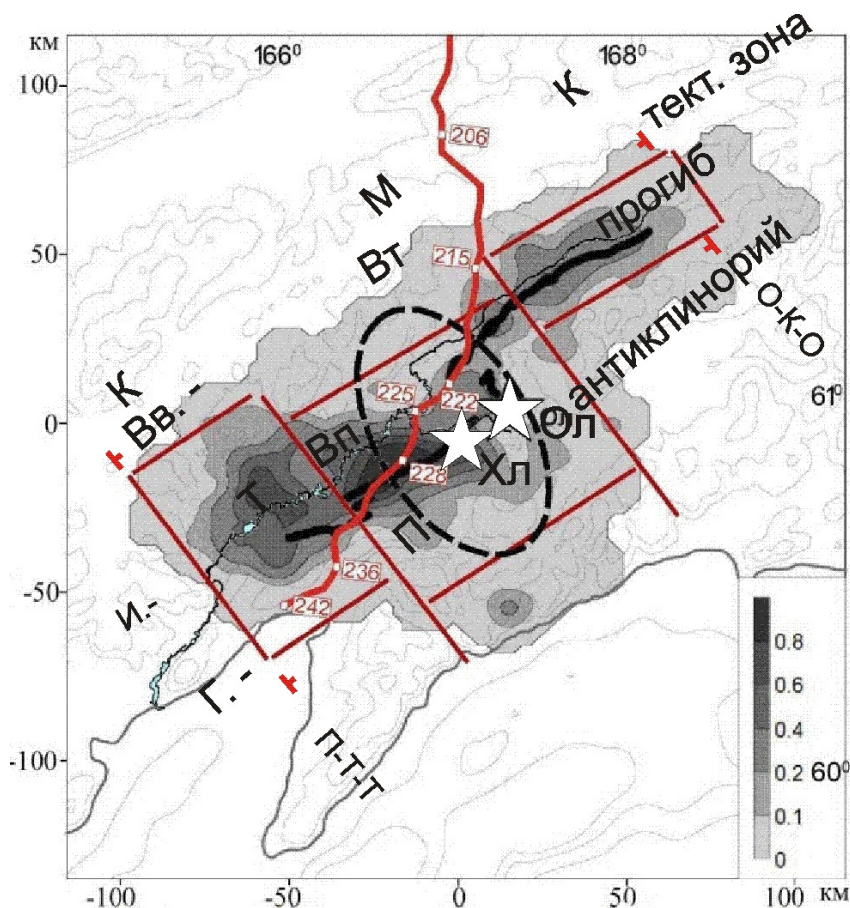 км
166⁰
168⁰
тект. зона
100
К
206
М
прогиб
50
215
Вт
антиклинорий
о-к-о
К
61⁰
225
222
0
Вв. -
Ол
Вп
Хл
228
Т
П
-50
236
242
И.-
Г. -
0.8
0.6
п-т-т
0.4
-100
0.2
60⁰
0.1
0
-100
-50
0
50
100
км